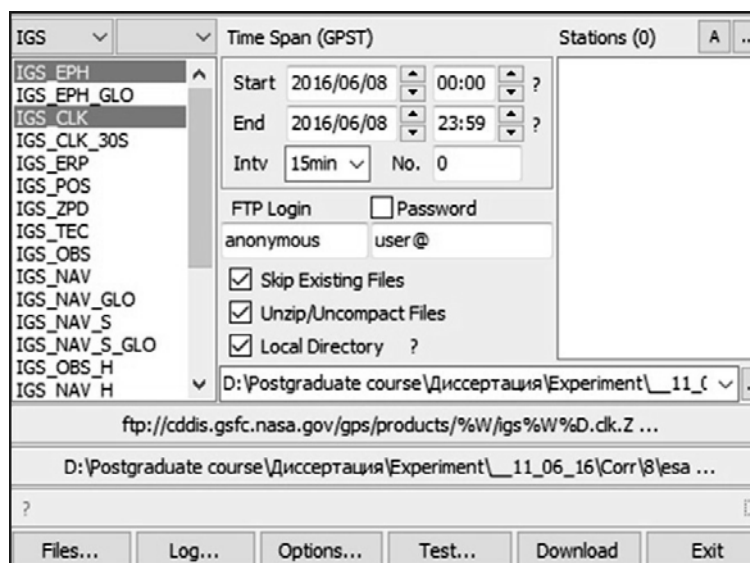 IGS Time Span (GPST) Stations (0) A ..
IGS_EPH
IGS_EPH_GLO
IGS_CLK
IGS_CLK_30S
IGS_ERP
IGS_POS
IGS_ZPD
IGS_TEC
IGS_OBS
IGS_NAV
IGS_NAV_GLO
IGS_NAV_S
IGS_NAV_S_GLO
IGS_OBS_H
IGS_NAV_H
Start 2016/06/08 00:00 ?
End 2016/06/08 23:59 ?
Intv 15min No. 0
FTP Login Password
anonymous user@
Skip Existing Files
Unzip/Uncompact Files
Local Directory ?
D:\Postgraduate course\Диссертация\Experiment\__11_
ftp://cddis.gsfc.nasa.gov/gps/products/%W/igs%W%D.clk.Z ...
D:\Postgraduate course\Диссертация\Experiment\__11_06_16\Corr\8\esa ...
?
Files... Log... Options... Test... Download Exit